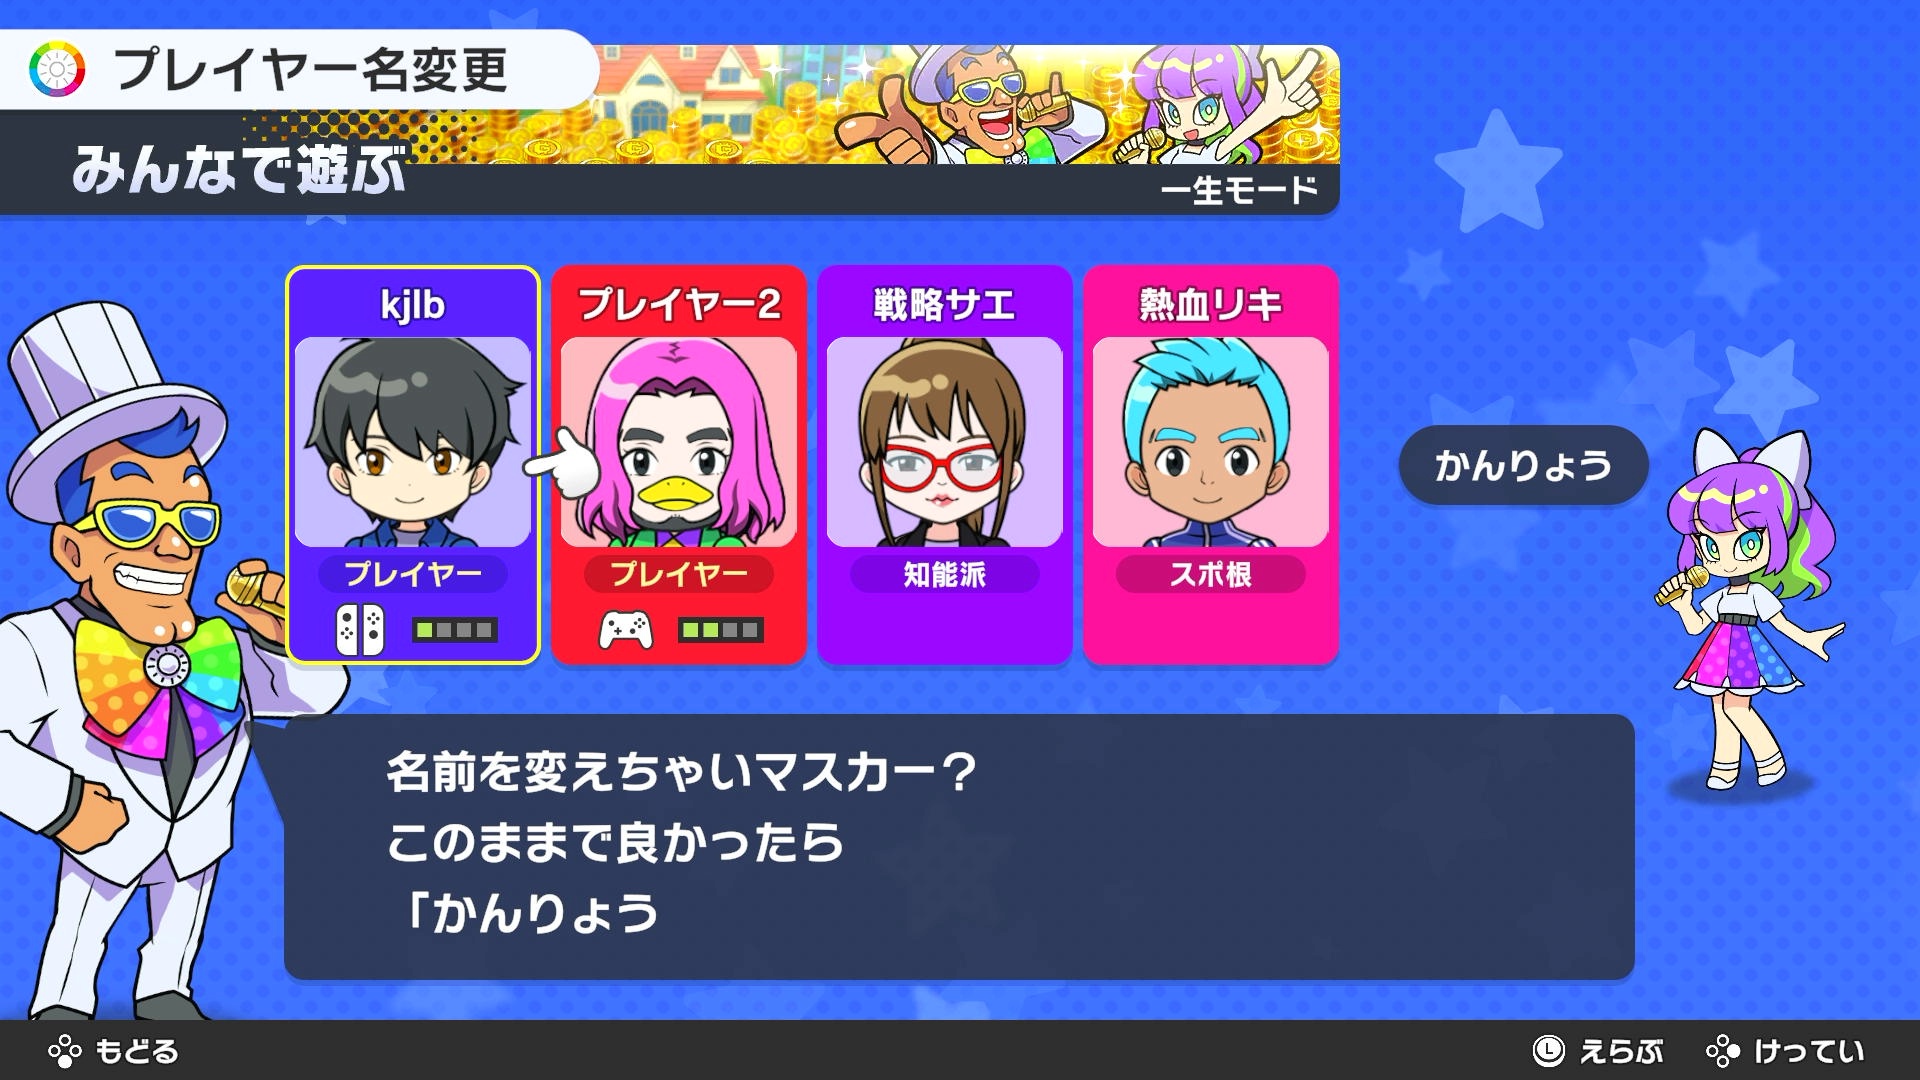 プレイヤー名変更
みんなで遊ぶ
一生モード
kjlb
プレイヤー2
戦略サエ
熱血リキ
プレイヤー
プレイヤー
知能派
スポ根
かんりょう
名前を変えちゃいマスカー？
このままで良かったら
「かんりょう
もどる
L えらぶ
けってい